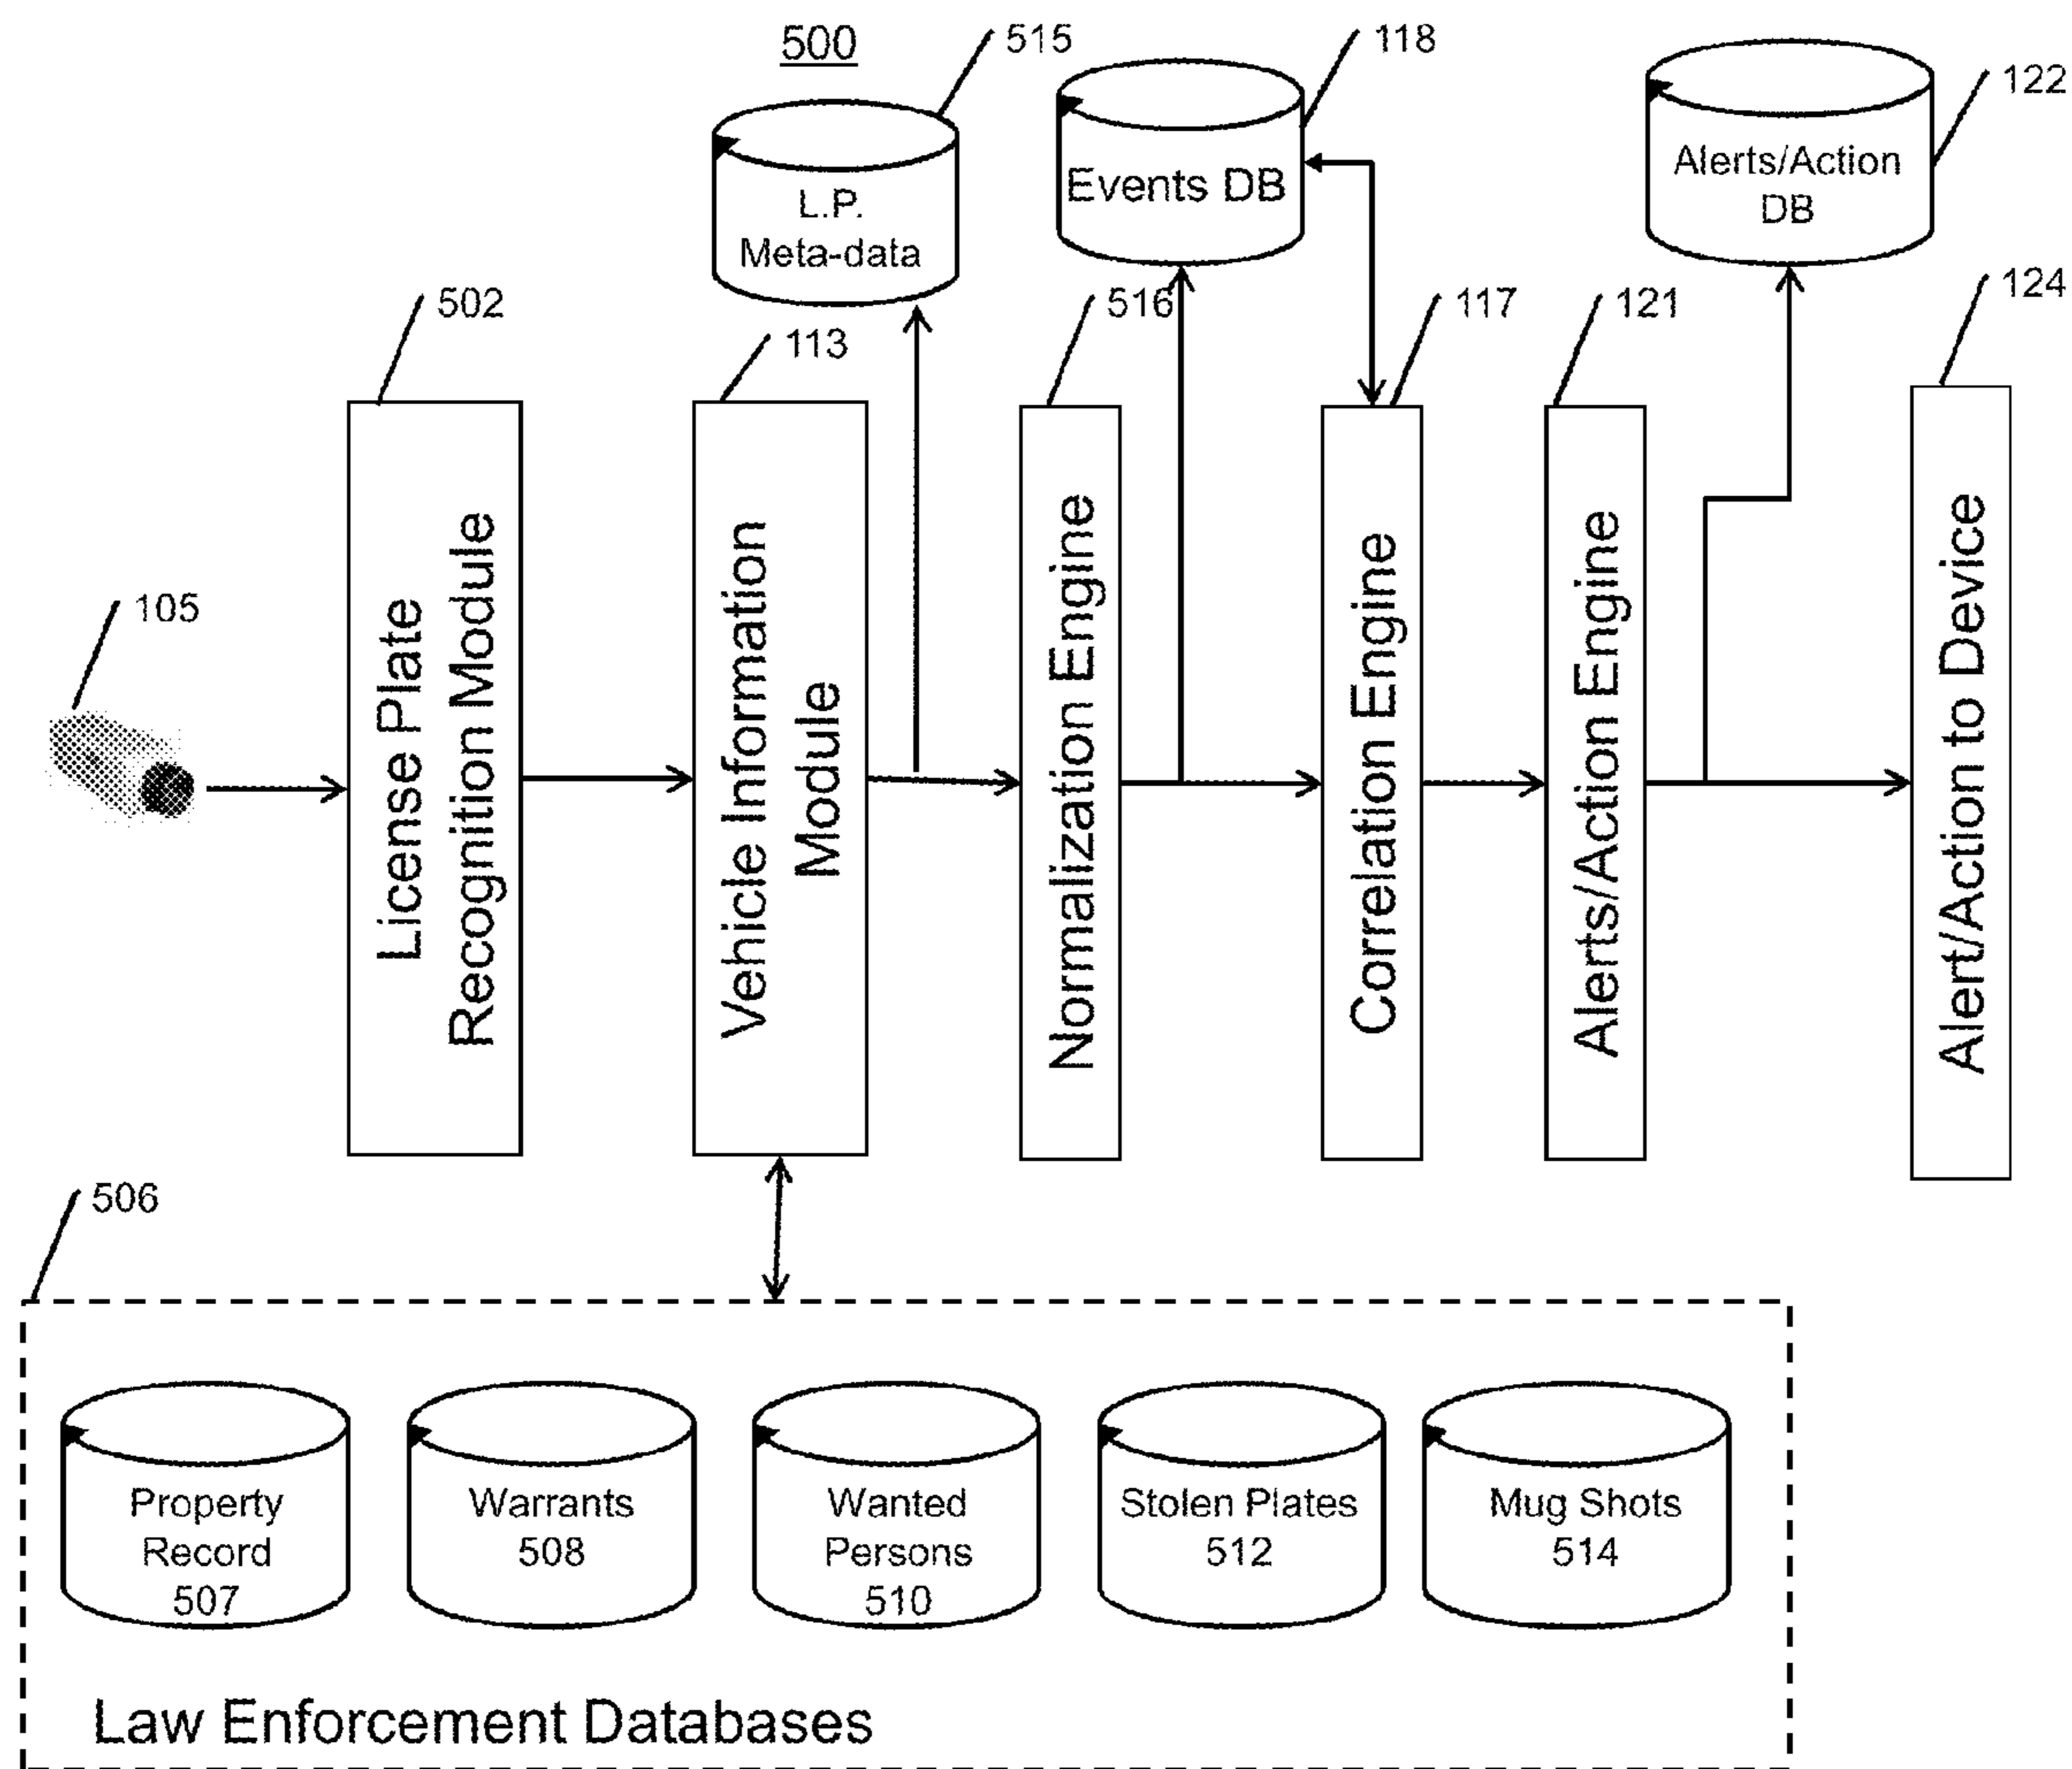 500
515
118
122
L.P.
Meta-data
Events DB
Alerts/Action
DB
502
113
516
117
121
124
105
License Plate
Recognition Module
Vehicle Information
Module
Normalization Engine
Correlation Engine
Alerts/Action Engine
Alert/Action to Device
506
Property
Record
507
Warrants
508
Wanted
Persons
510
Stolen Plates
512
Mug Shots
514
Law Enforcement Databases